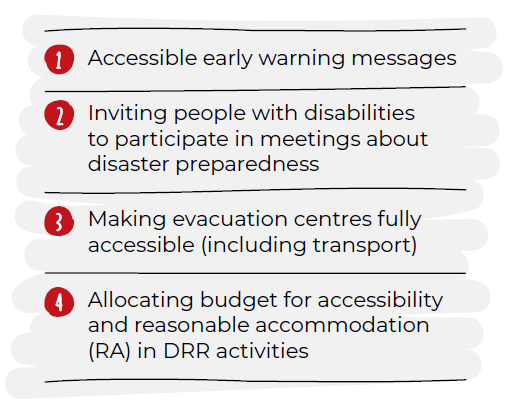 1 Accessible early warning messages
2 Inviting people with disabilities
to participate in meetings about
disaster preparedness
3 Making evacuation centres fully
accessible (including transport)
4 Allocating budget for accessibility
and reasonable accommodation
(RA) in DRR activities